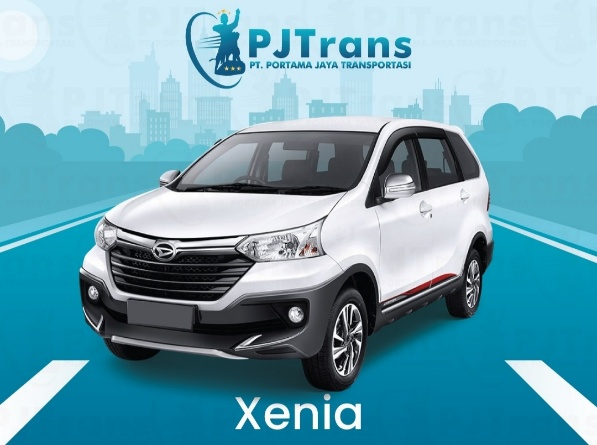 PJTrans
PT. PORTAMA JAYA TRANSPORTASI
Xenia